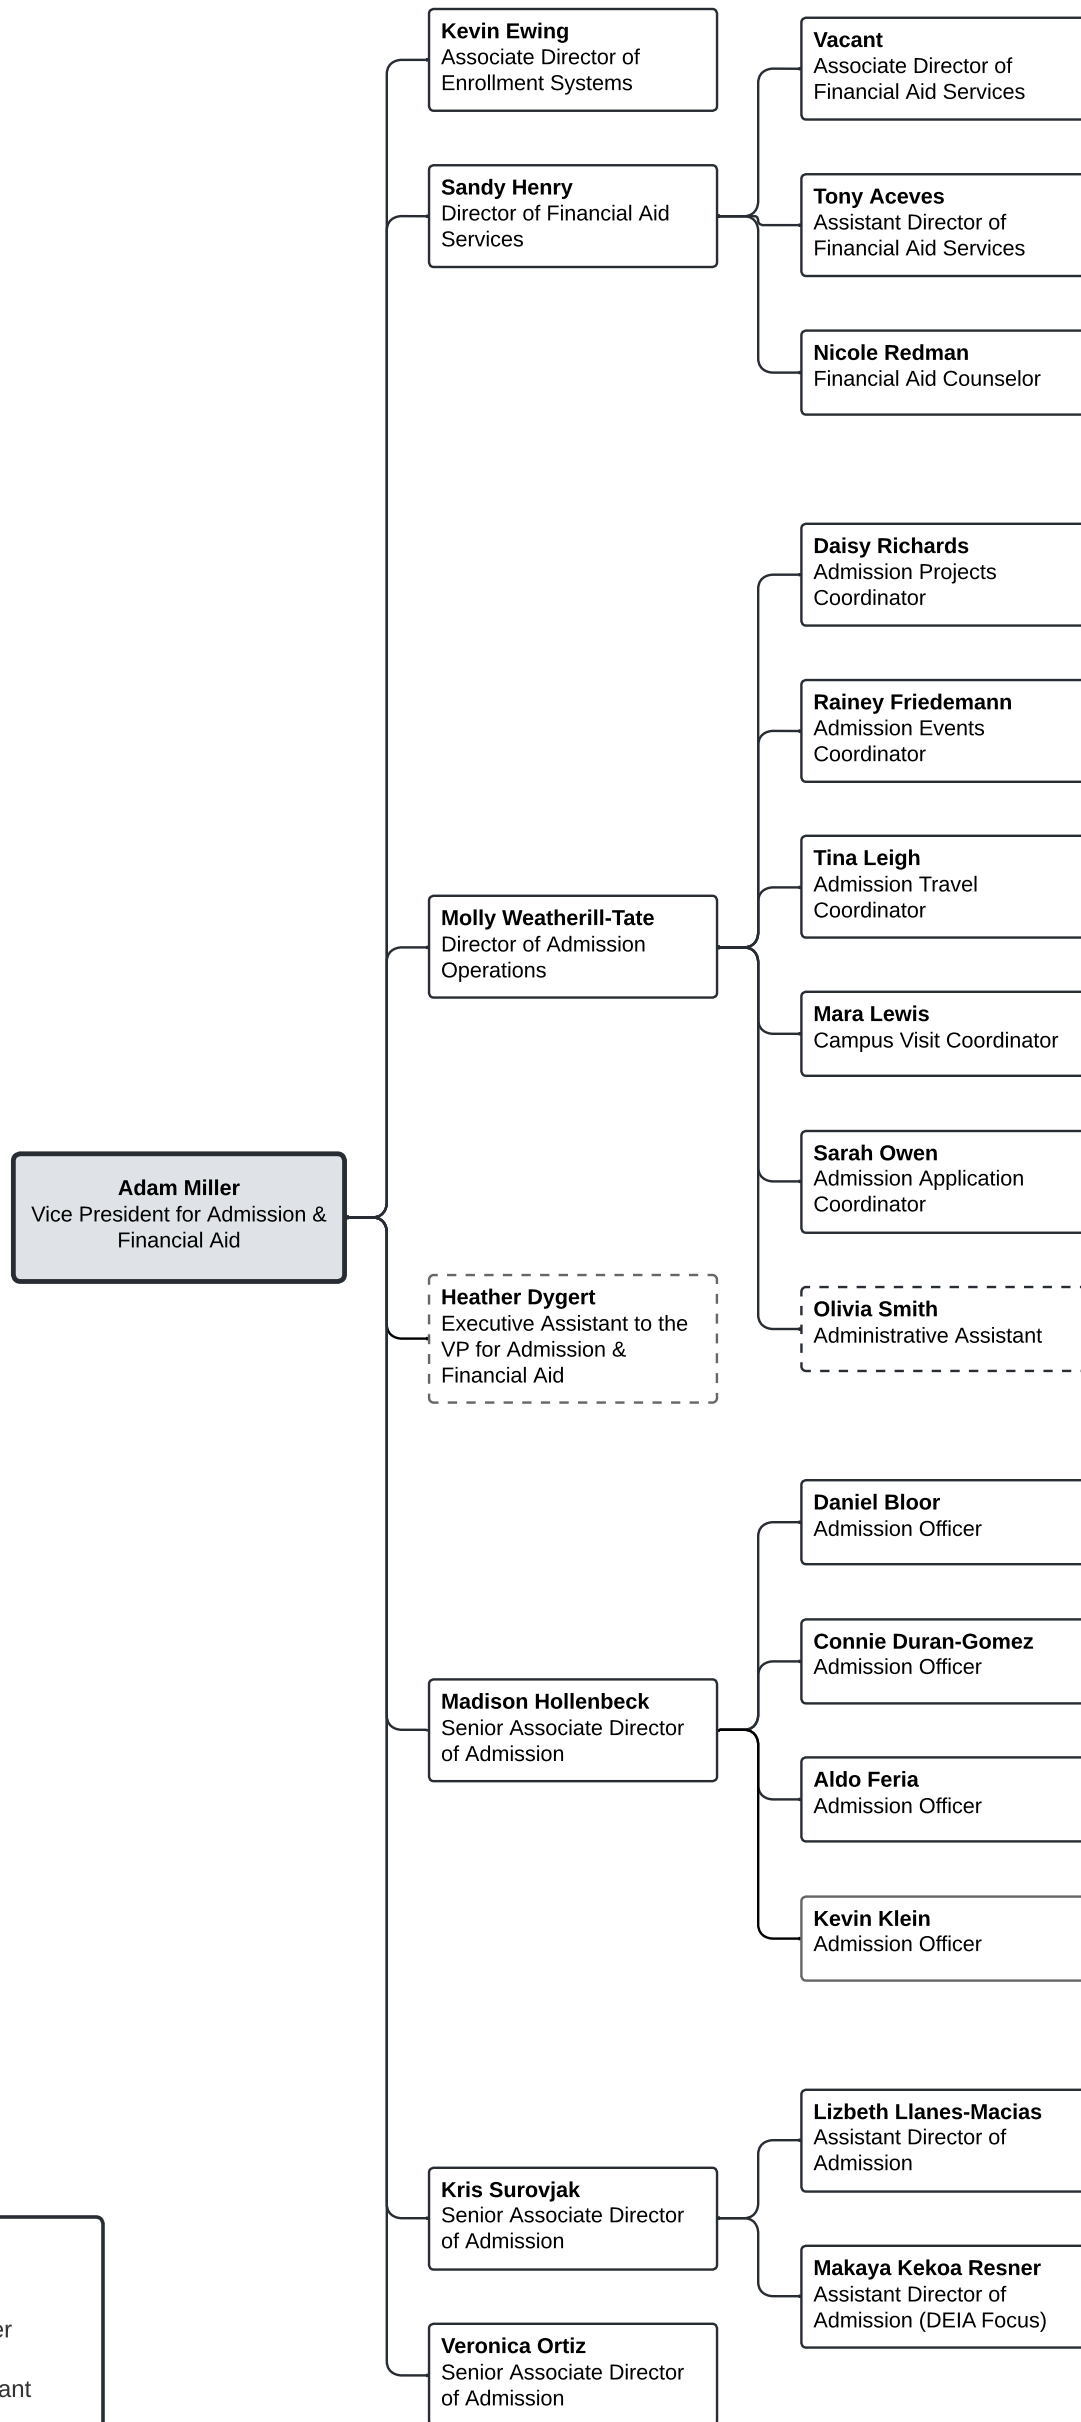 Kevin Ewing
Associate Director of
Enrollment Systems
Vacant
Associate Director of
Financial Aid Services
Sandy Henry
Director of Financial Aid
Services
Tony Aceves
Assistant Director of
Financial Aid Services
Nicole Redman
Financial Aid Counselor
Daisy Richards
Admission Projects
Coordinator
Rainey Friedemann
Admission Events
Coordinator
Tina Leigh
Admission Travel
Coordinator
Molly Weatherill-Tate
Director of Admission
Operations
Mara Lewis
Campus Visit Coordinator
Sarah Owen
Admission Application
Coordinator
Adam Miller
Vice President for Admission &
Financial Aid
Heather Dygert
Executive Assistant to the
VP for Admission &
Financial Aid
Olivia Smith
Administrative Assistant
Daniel Bloor
Admission Officer
Connie Duran-Gomez
Admission Officer
Madison Hollenbeck
Senior Associate Director
of Admission
Aldo Feria
Admission Officer
Kevin Klein
Admission Officer
Lizbeth Llanes-Macias
Assistant Director of
Admission
Kris Surovjak
Senior Associate Director
of Admission
Makaya Kekoa Resner
Assistant Director of
Admission (DEIA Focus)
Veronica Ortiz
Senior Associate Director
of Admission